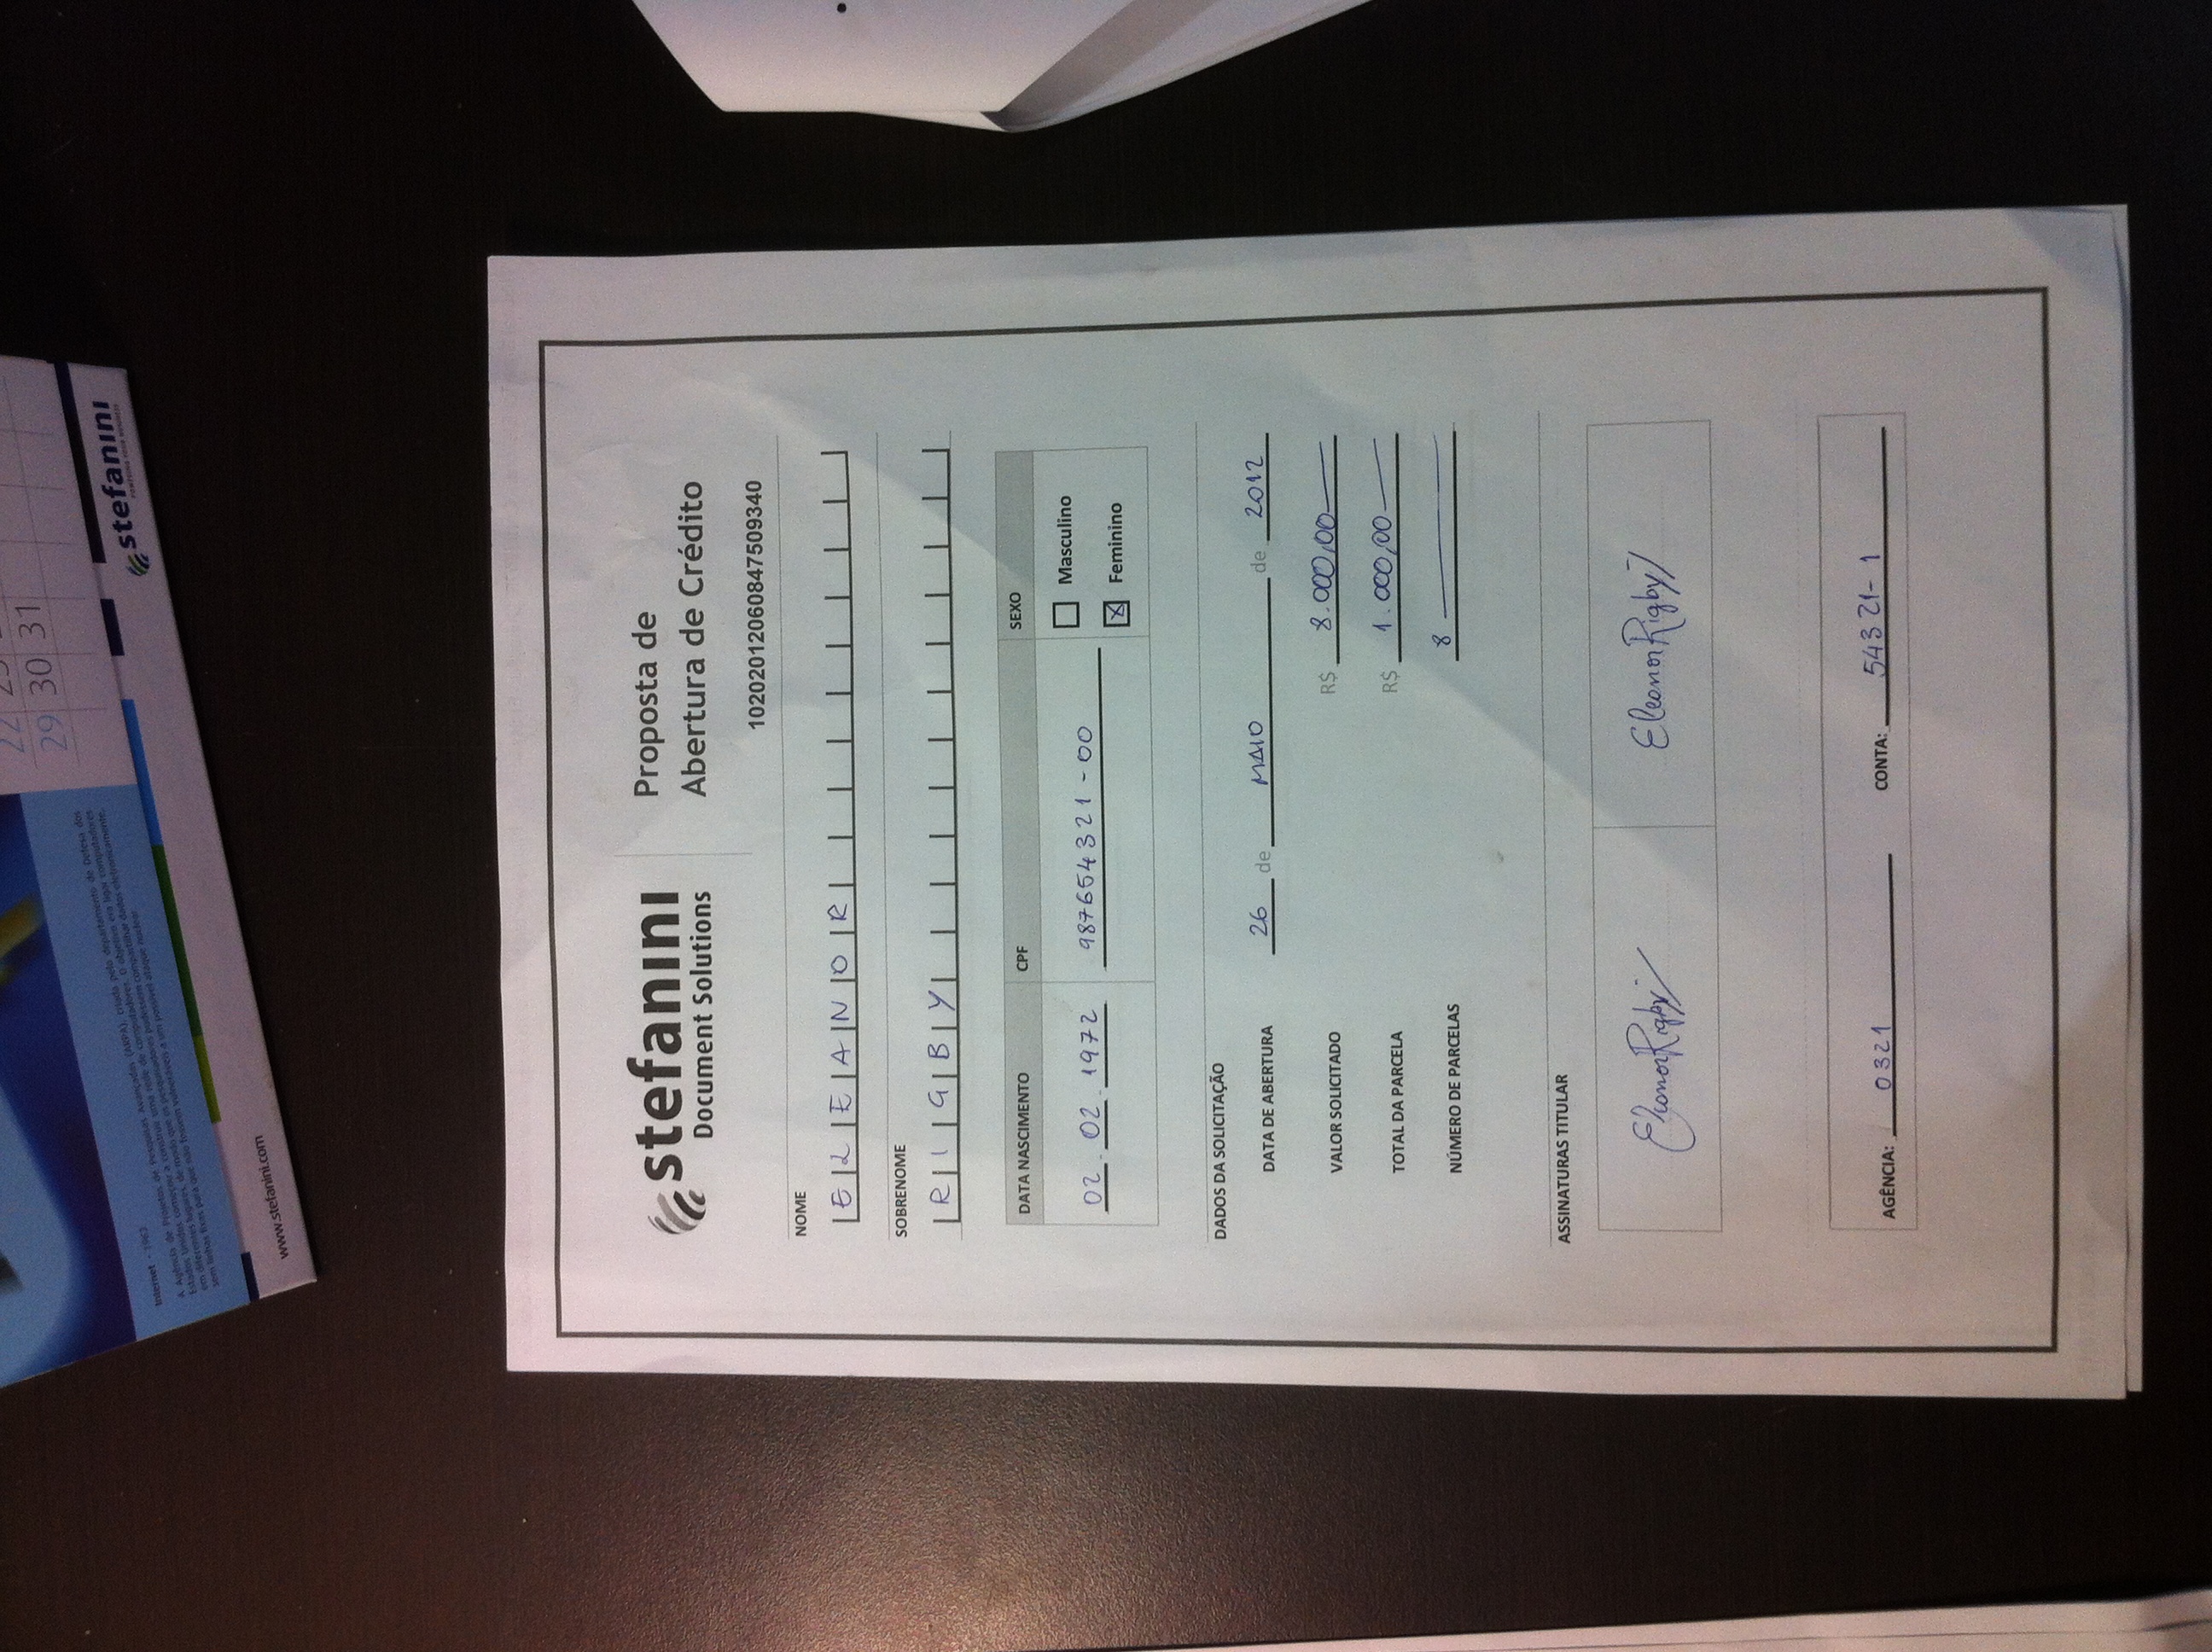 22 23
29 30 31
Internet - 1963
A Agência de Projetos de Pesquisas Avançadas (ARPA), criada pelo departamento de Defesa dos
Estados Unidos começou a construir uma rede de computadores. O objetivo era ligar computadores
em diferentes lugares, de modo que os pesquisadores pudessem compartilhar dados eletronicamente,
sem linhas fixas para que não fossem vulneráveis a um possível ataque nuclear.
stefanini
www.stefanini.com
stefanini
Document Solutions
Proposta de
Abertura de Crédito
10202012060847509340
NOME
ELEANOR
SOBRENOME
RIGBY
DATA NASCIMENTO CPF SEXO
02.02.1972 987654321-00
Masculino
X Feminino
DADOS DA SOLICITAÇÃO
DATA DE ABERTURA 26 de MAIO de 2012
VALOR SOLICITADO R$ 8.000,00
TOTAL DA PARCELA R$ 1.000,00
NÚMERO DE PARCELAS 8
ASSINATURAS TITULAR
Eleanor Rigby Eleanor Rigby
AGÊNCIA: 0321 CONTA: 54321-1